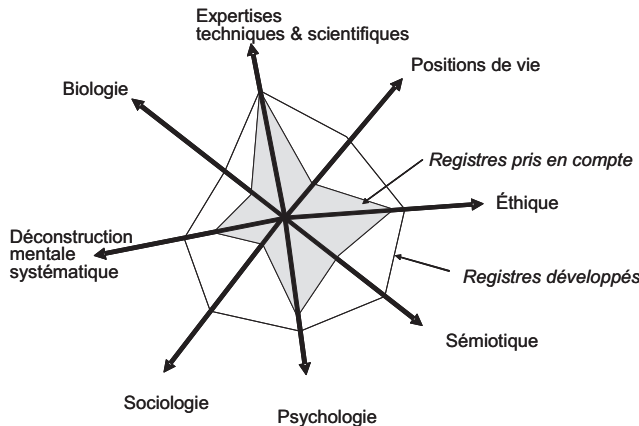 Expertises
techniques & scientifiques
Positions de vie
Biologie
Registres pris en compte
Éthique
Déconstruction
mentale
systématique
Registres développés
Sémiotique
Sociologie
Psychologie